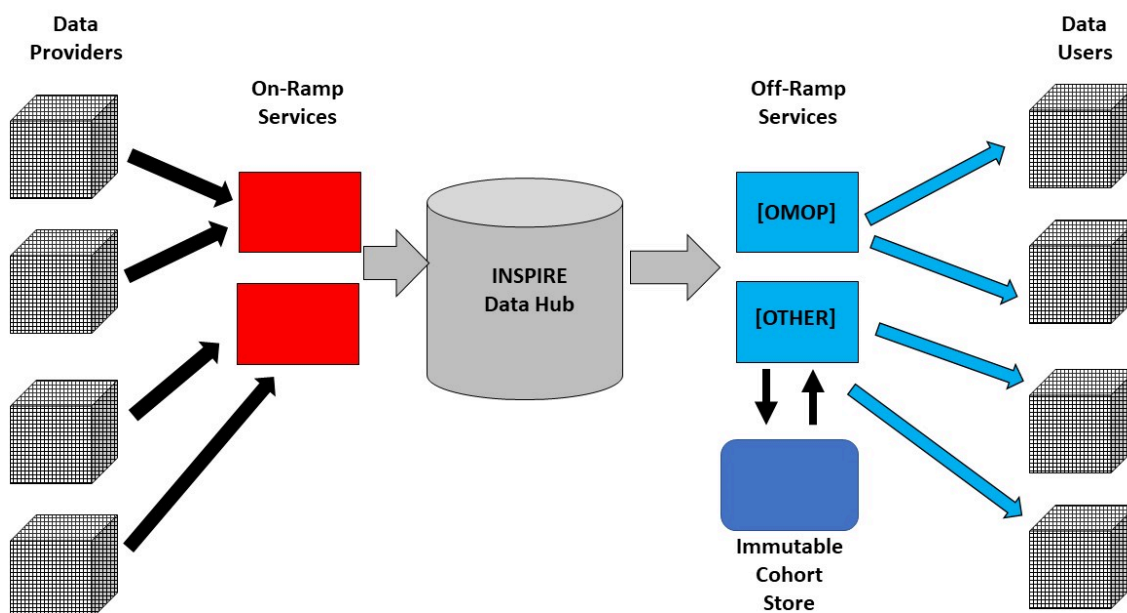 Data
Providers
On-Ramp
Services
INSPIRE
Data Hub
Off-Ramp
Services
[OMOP]
[OTHER]
Immutable
Cohort
Store
Data
Users